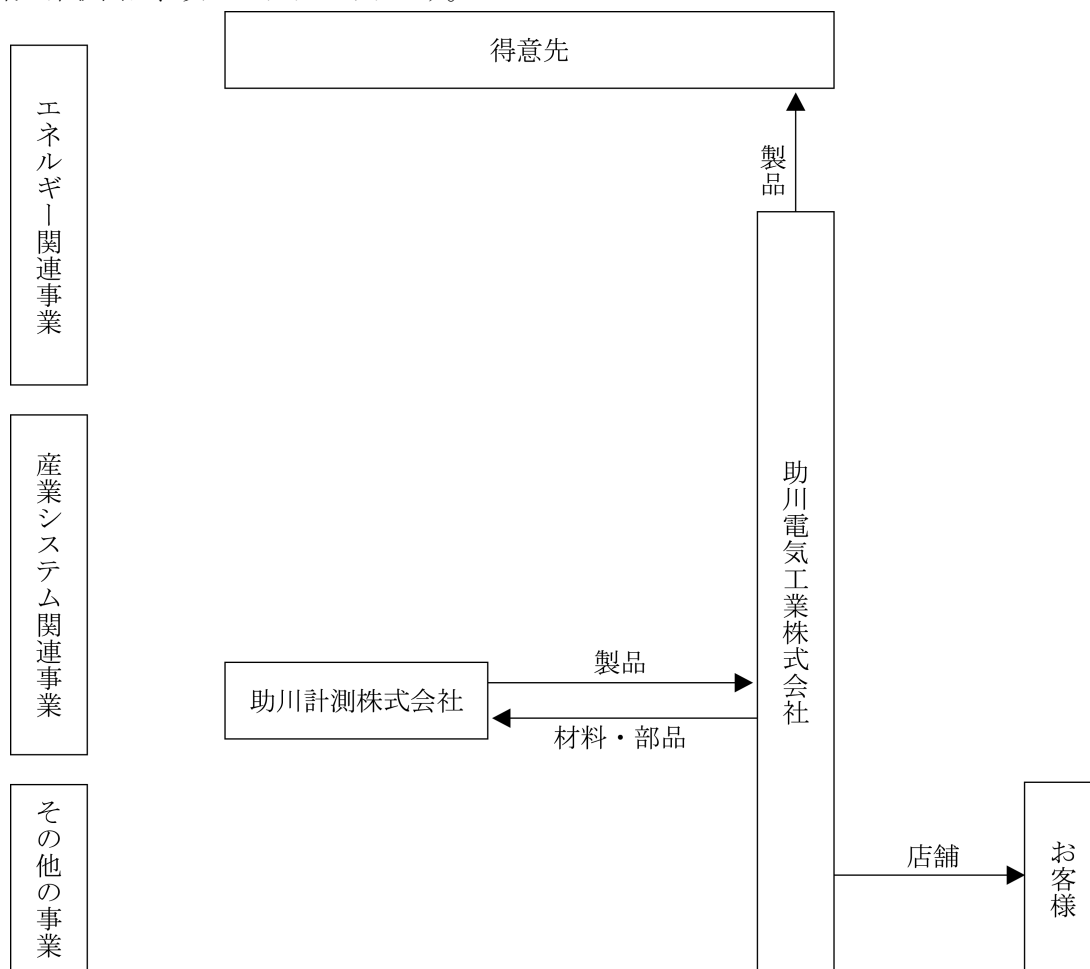 得意先
エネルギー関連事業
製品
産業システム関連事業
助川電気工業株式会社
製品
助川計測株式会社
材料・部品
その他の事業
店舗
お客様